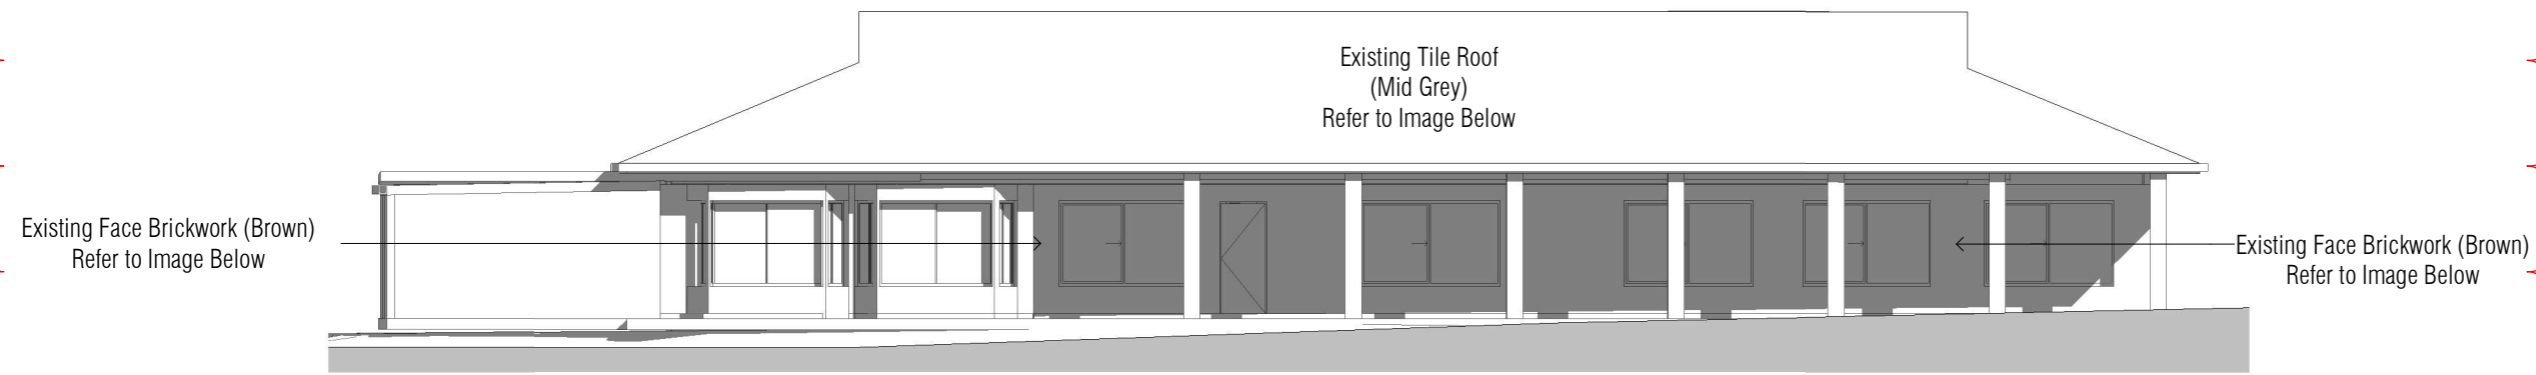 Existing Tile Roof
(Mid Grey)
Refer to Image Below
Existing Face Brickwork (Brown)
Refer to Image Below
Existing Face Brickwork (Brown)
Refer to Image Below